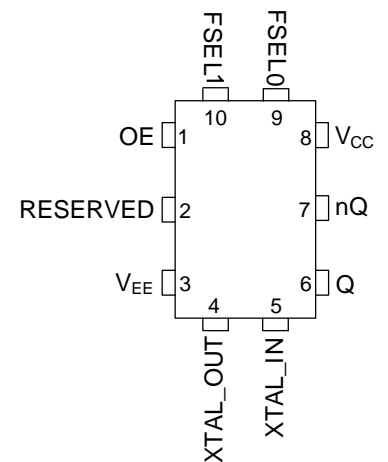 FSEL1
FSEL0
10
9
OE
1
8
VCC
RESERVED
2
7
nQ
VEE
3
6
Q
4
5
XTAL_OUT
XTAL_IN